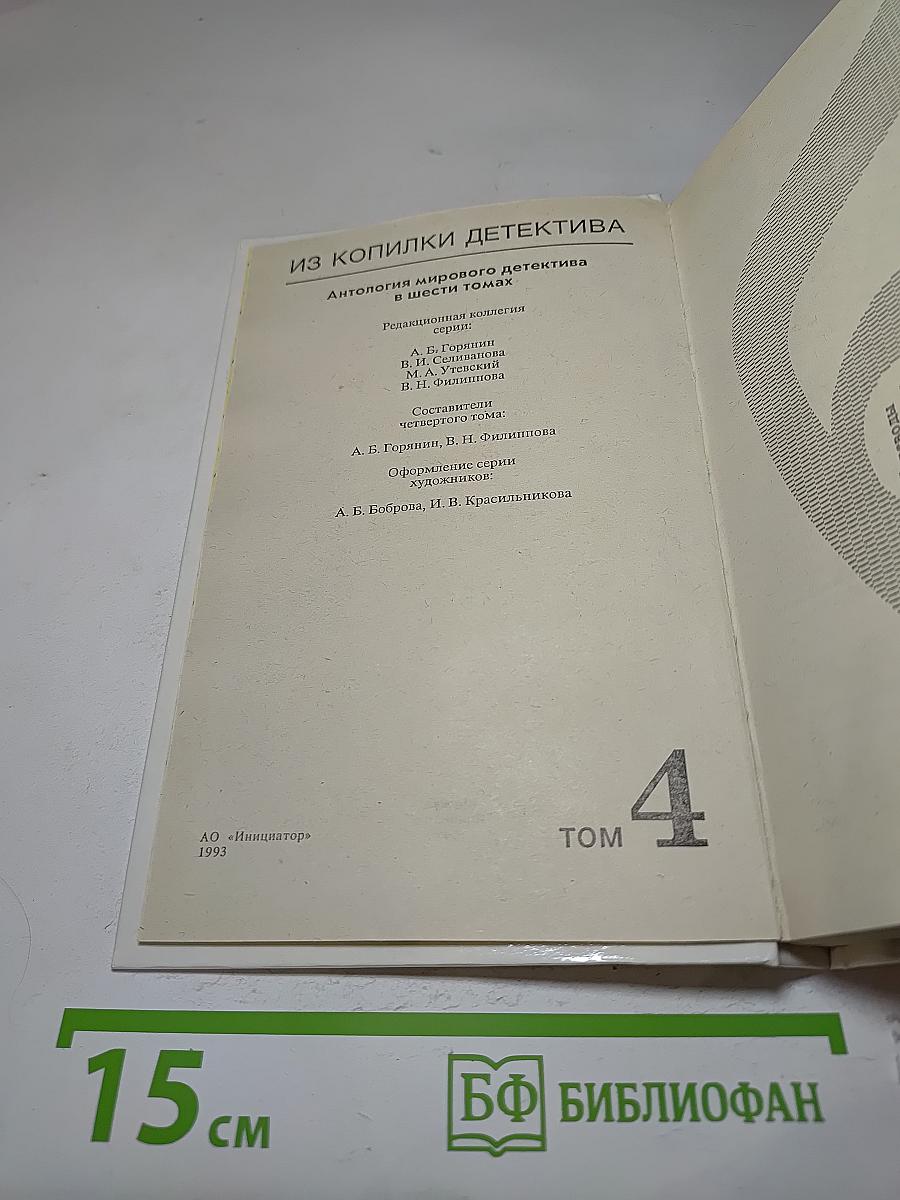 ИЗ КОПИЛКИ ДЕТЕКТИВА
Антология мирового детектива
в шести томах
Редакционная коллегия
серии:
А. Б. Горянин
В. И. Селиванова
М. А. Утевский
В. Н. Филиппова
Составители
четвертого тома:
А. Б. Горянин, В. Н. Филиппова
Оформление серии
художников:
А. Б. Боброва, И. В. Красильникова
АО «Инициатор»
1993
ТОМ 4
15 см
БФ БИБЛИОФАН